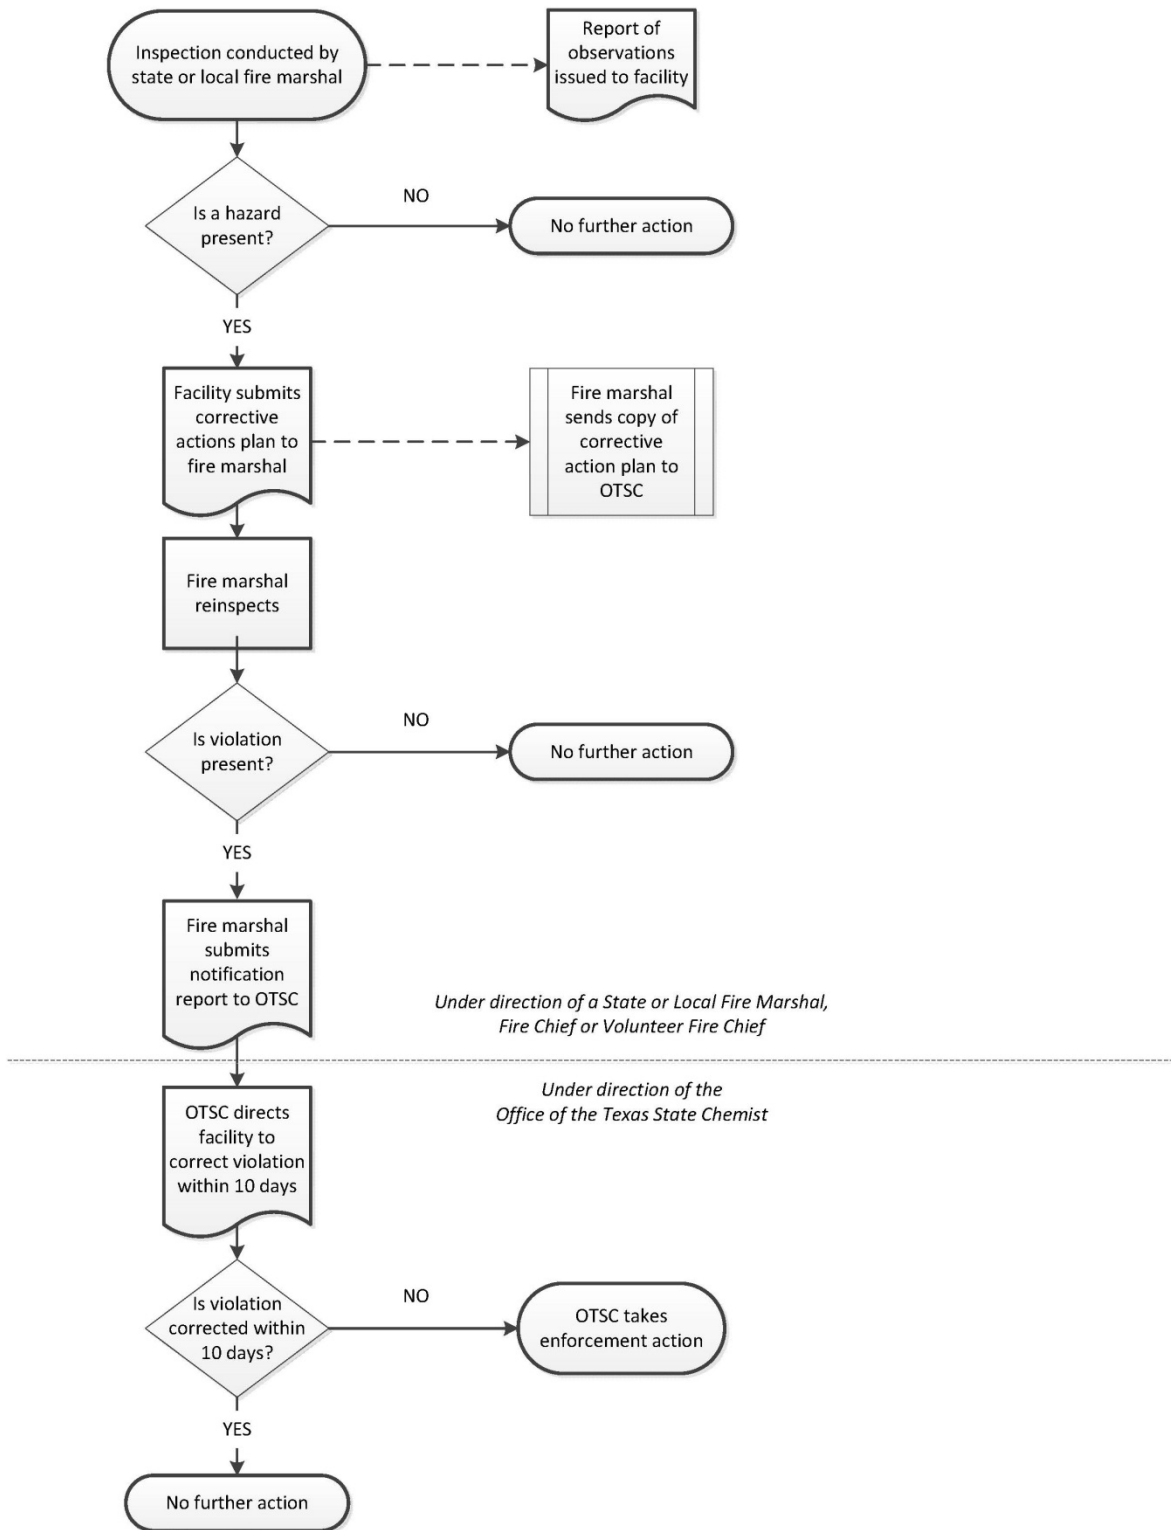 Inspection conducted by
state or local fire marshal
Report of
observations
issued to facility
Is a hazard
present?
NO
No further action
YES
Facility submits
corrective
actions plan to
fire marshal
Fire marshal
sends copy of
corrective
action plan to
OTSC
Fire marshal
reinspects
Is violation
present?
NO
No further action
YES
Fire marshal
submits
notification
report to OTSC
Under direction of a State or Local Fire Marshal,
Fire Chief or Volunteer Fire Chief
Under direction of the
Office of the Texas State Chemist
OTSC directs
facility to
correct violation
within 10 days
Is violation
corrected within
10 days?
NO
OTSC takes
enforcement action
YES
No further action